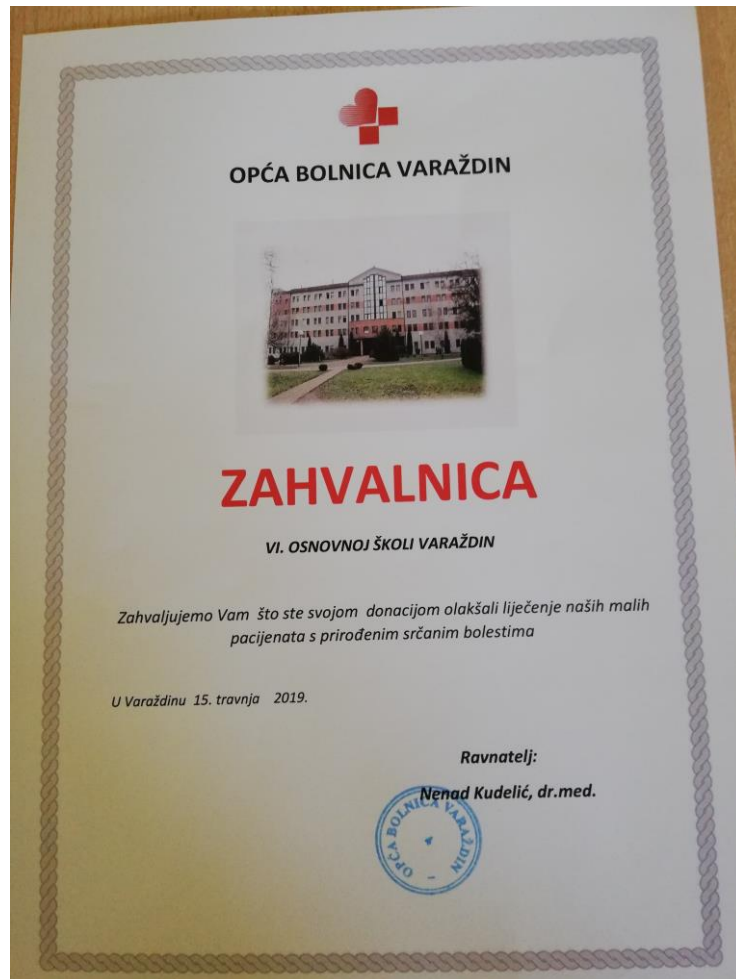 OPĆA BOLNICA VARAŽDIN
ZAHVALNICA
VI. OSNOVNOJ ŠKOLI VARAŽDIN
Zahvaljujemo Vam što ste svojom donacijom olakšali liječenje naših malih
pacijenata s prirođenim srčanim bolestima
U Varaždinu 15. travnja 2019.
Ravnatelj:
Nenad Kudelić, dr.med.
OPĆA BOLNICA VARAŽDIN